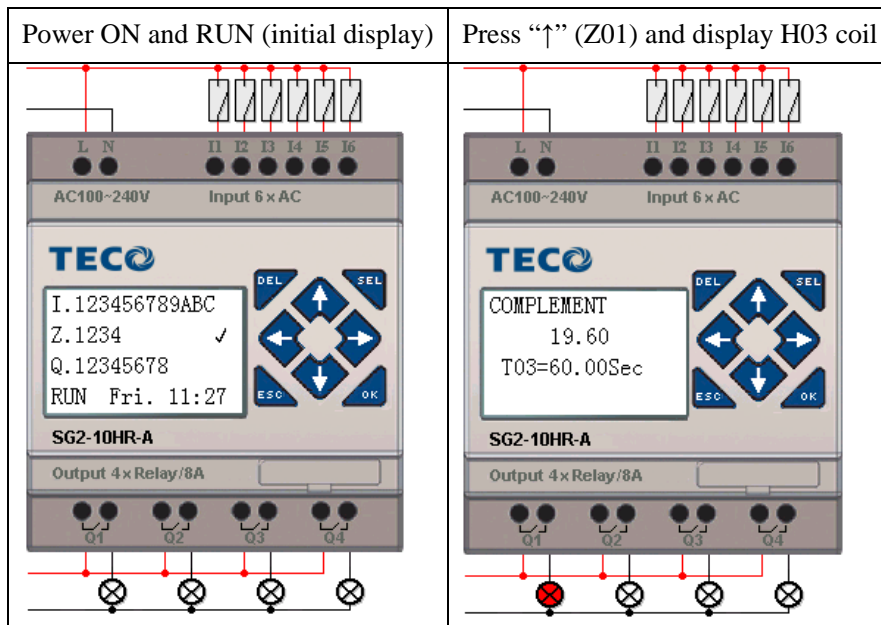 Power ON and RUN (initial display)
L N I1 I2 I3 I4 I5 I6
AC100~240V Input 6×AC
TECO
DEL SEL
I.123456789ABC
Z.1234 ✓
Q.12345678
RUN Fri. 11:27
ESC OK
SG2-10HR-A
Output 4×Relay/8A
Q1 Q2 Q3 Q4
Press “↑” (Z01) and display H03 coil
L N I1 I2 I3 I4 I5 I6
AC100~240V Input 6×AC
TECO
DEL SEL
COMPLEMENT
19.60
T03=60.00Sec
ESC OK
SG2-10HR-A
Output 4×Relay/8A
Q1 Q2 Q3 Q4